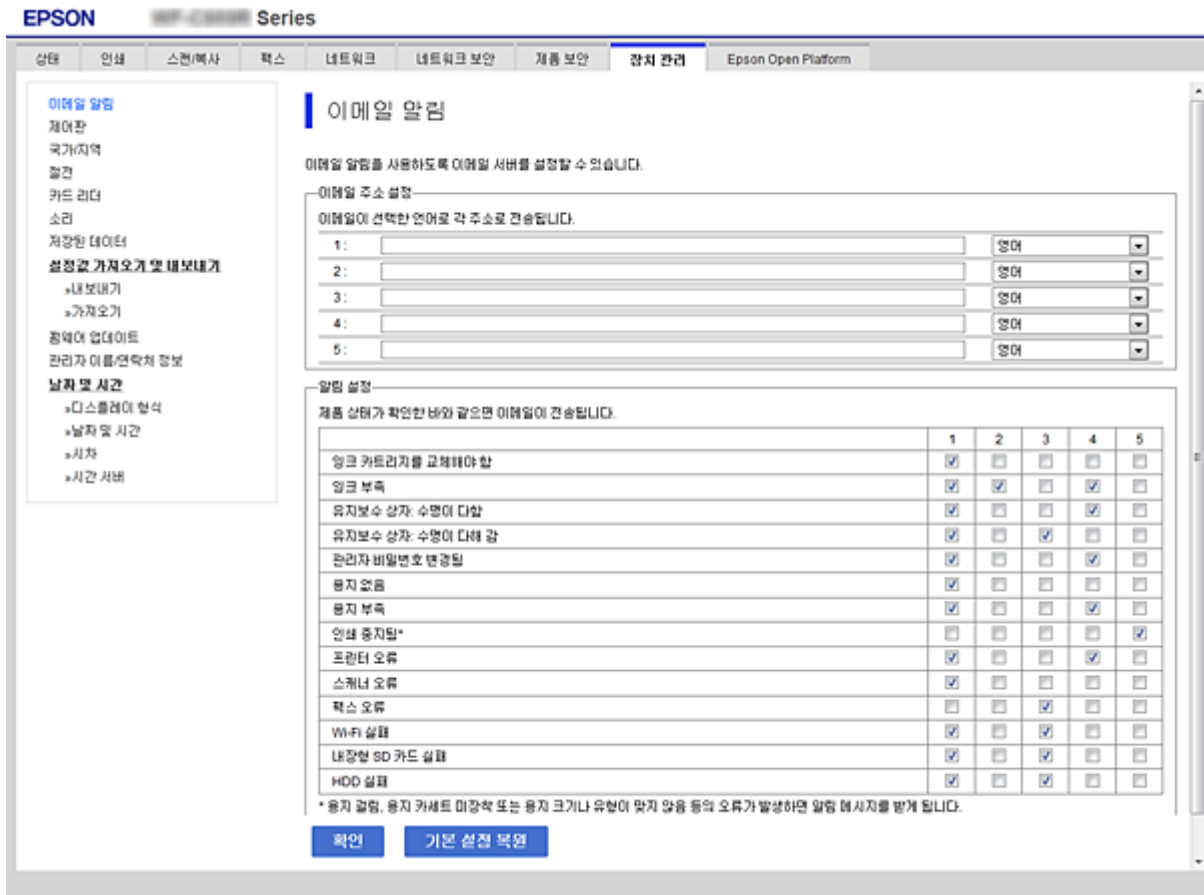 EPSON
Series
상태 인쇄 스캔/복사 팩스 네트워크 네트워크 보안 제품 보안 장치 관리 Epson Open Platform
이메일 알림
제어판
국가/지역
절전
카드 리더
소리
저장된 데이터
설정값 가져오기 및 내보내기
»내보내기
»가져오기
펌웨어 업데이트
관리자 이름/연락처 정보
날짜 및 시간
»디스플레이 형식
»날짜 및 시간
»시차
»시간 서버
이메일 알림
이메일 알림을 사용하도록 이메일 서버를 설정할 수 있습니다.
이메일 주소 설정
이메일이 선택한 언어로 각 주소로 전송됩니다.
1: 영어
2: 영어
3: 영어
4: 영어
5: 영어
알림 설정
제품 상태가 확인한 바와 같으면 이메일이 전송됩니다.
1 2 3 4 5
잉크 카트리지를 교체해야 함
잉크 부족
유지보수 상자: 수명이 다함
유지보수 상자: 수명이 다해 감
관리자 비밀번호 변경됨
용지 없음
용지 부족
인쇄 중지됨*
프린터 오류
스캐너 오류
팩스 오류
Wi-Fi 실패
내장형 SD 카드 실패
HDD 실패
* 용지 걸림, 용지 카세트 미장착 또는 용지 크기나 유형이 맞지 않음 등의 오류가 발생하면 알림 메시지를 받게 됩니다.
확인 기본 설정 복원